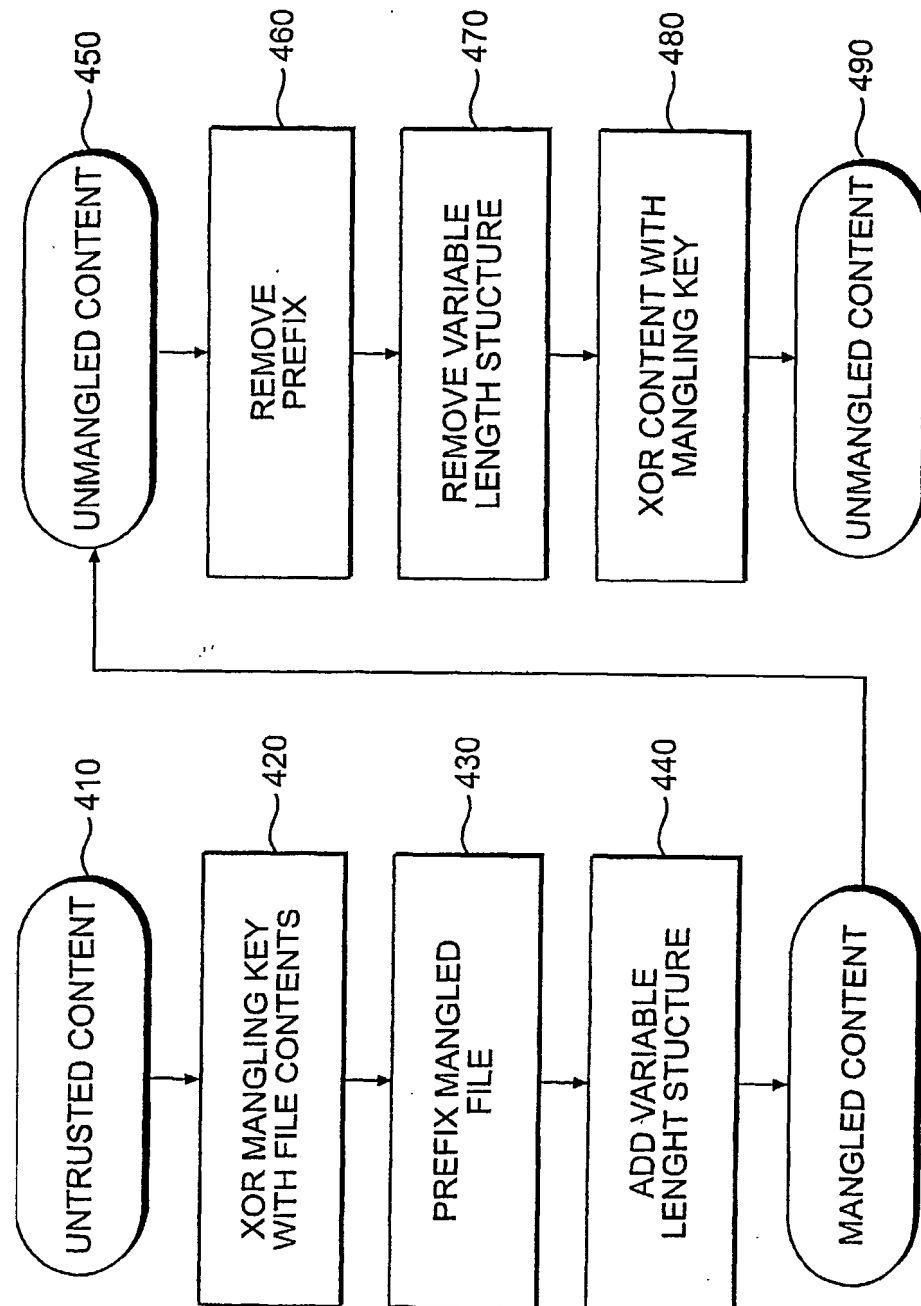 UNTRUSTED CONTENT
410
XOR MANGLING KEY
WITH FILE CONTENTS
420
PREFIX MANGLED
FILE
430
ADD VARIABLE
LENGHT STUCTURE
440
MANGLED CONTENT
UNMANGLED CONTENT
450
REMOVE
PREFIX
460
REMOVE VARIABLE
LENGTH STUCTURE
470
XOR CONTENT WITH
MANGLING KEY
480
UNMANGLED CONTENT
490